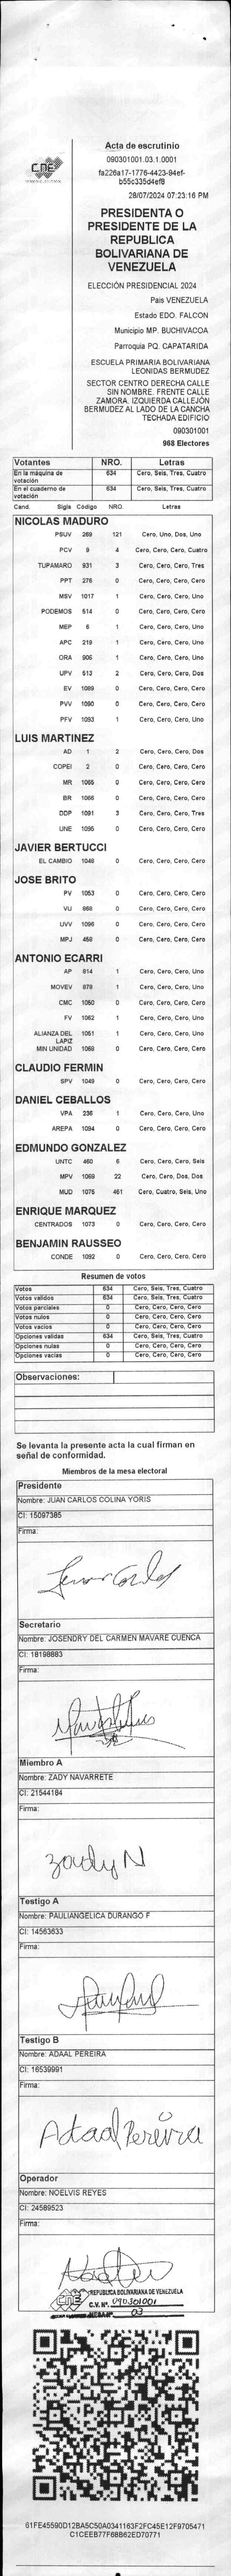 CNE
Acta de escrutinio
090301001.03.1.0001
fa226a17-1776-4423-94ef-
b55c335d4ef8
28/07/2024 07:23:16 PM
PRESIDENTA O
PRESIDENTE DE LA
REPUBLICA
BOLIVARIANA DE
VENEZUELA
ELECCIÓN PRESIDENCIAL 2024
Pais VENEZUELA
Estado EDO. FALCON
Municipio MP. BUCHIVACOA
Parroquia PQ. CAPATARIDA
ESCUELA PRIMARIA BOLIVARIANA
LEONIDAS BERMUDEZ
SECTOR CENTRO DERECHA CALLE
SIN NOMBRE. FRENTE CALLE
ZAMORA. IZQUIERDA CALLEJÓN
BERMUDEZ AL LADO DE LA CANCHA
TECHADA EDIFICIO
090301001
968 Electores
Votantes NRO. Letras
En la máquina de votación 634 Cero, Seis, Tres, Cuatro
En el cuaderno de votación 634 Cero, Seis, Tres, Cuatro
Cand. Sigla Código NRO. Letras
NICOLAS MADURO
PSUV 269 121 Cero, Uno, Dos, Uno
PCV 9 4 Cero, Cero, Cero, Cuatro
TUPAMARO 931 3 Cero, Cero, Cero, Tres
PPT 276 0 Cero, Cero, Cero, Cero
MSV 1017 1 Cero, Cero, Cero, Uno
PODEMOS 514 0 Cero, Cero, Cero, Cero
MEP 6 1 Cero, Cero, Cero, Uno
APC 219 1 Cero, Cero, Cero, Uno
ORA 906 1 Cero, Cero, Cero, Uno
UPV 513 2 Cero, Cero, Cero, Dos
EV 1089 0 Cero, Cero, Cero, Cero
PVV 1090 0 Cero, Cero, Cero, Cero
PFV 1093 1 Cero, Cero, Cero, Uno
LUIS MARTINEZ
AD 1 2 Cero, Cero, Cero, Dos
COPEI 2 0 Cero, Cero, Cero, Cero
MR 1065 0 Cero, Cero, Cero, Cero
BR 1066 0 Cero, Cero, Cero, Cero
DDP 1091 3 Cero, Cero, Cero, Tres
UNE 1095 0 Cero, Cero, Cero, Cero
JAVIER BERTUCCI
EL CAMBIO 1046 0 Cero, Cero, Cero, Cero
JOSE BRITO
PV 1053 0 Cero, Cero, Cero, Cero
VU 868 0 Cero, Cero, Cero, Cero
UVV 1096 0 Cero, Cero, Cero, Cero
MPJ 458 0 Cero, Cero, Cero, Cero
ANTONIO ECARRI
AP 814 1 Cero, Cero, Cero, Uno
MOVEV 878 1 Cero, Cero, Cero, Uno
CMC 1050 0 Cero, Cero, Cero, Cero
FV 1062 1 Cero, Cero, Cero, Uno
ALIANZA DEL LAPIZ 1051 1 Cero, Cero, Cero, Uno
MIN UNIDAD 1068 0 Cero, Cero, Cero, Cero
CLAUDIO FERMIN
SPV 1049 0 Cero, Cero, Cero, Cero
DANIEL CEBALLOS
VPA 236 1 Cero, Cero, Cero, Uno
AREPA 1094 0 Cero, Cero, Cero, Cero
EDMUNDO GONZALEZ
UNTC 460 6 Cero, Cero, Cero, Seis
MPV 1069 22 Cero, Cero, Dos, Dos
MUD 1075 461 Cero, Cuatro, Seis, Uno
ENRIQUE MARQUEZ
CENTRADOS 1073 0 Cero, Cero, Cero, Cero
BENJAMIN RAUSSEO
CONDE 1092 0 Cero, Cero, Cero, Cero
Resumen de votos
Votos 634 Cero, Seis, Tres, Cuatro
Votos validos 634 Cero, Seis, Tres, Cuatro
Votos parciales 0 Cero, Cero, Cero, Cero
Votos nulos 0 Cero, Cero, Cero, Cero
Votos vacios 0 Cero, Cero, Cero, Cero
Opciones validas 634 Cero, Seis, Tres, Cuatro
Opciones nulas 0 Cero, Cero, Cero, Cero
Opciones vacias 0 Cero, Cero, Cero, Cero
Observaciones:
Se levanta la presente acta la cual firman en
señal de conformidad.
Miembros de la mesa electoral
Presidente
Nombre: JUAN CARLOS COLINA YORIS
CI: 15097385
Firma:
Secretario
Nombre: JOSENDRY DEL CARMEN MAVARE CUENCA
CI: 18198883
Firma:
Miembro A
Nombre: ZADY NAVARRETE
CI: 21544184
Firma:
Zady N
Testigo A
Nombre: PAULIANGELICA DURANGO F
CI: 14563633
Firma:
Testigo B
Nombre: ADAAL PEREIRA
CI: 16539991
Firma:
Adaal Pereira
Operador
Nombre: NOELVIS REYES
CI: 24589523
Firma:
REPÚBLICA BOLIVARIANA DE VENEZUELA
CNE C.V. Nº. 090301001
MESA Nº 03
61FE45590D12BA5C50A0341163F2FC45E12F9705471
C1CEEB77F68B62ED70771